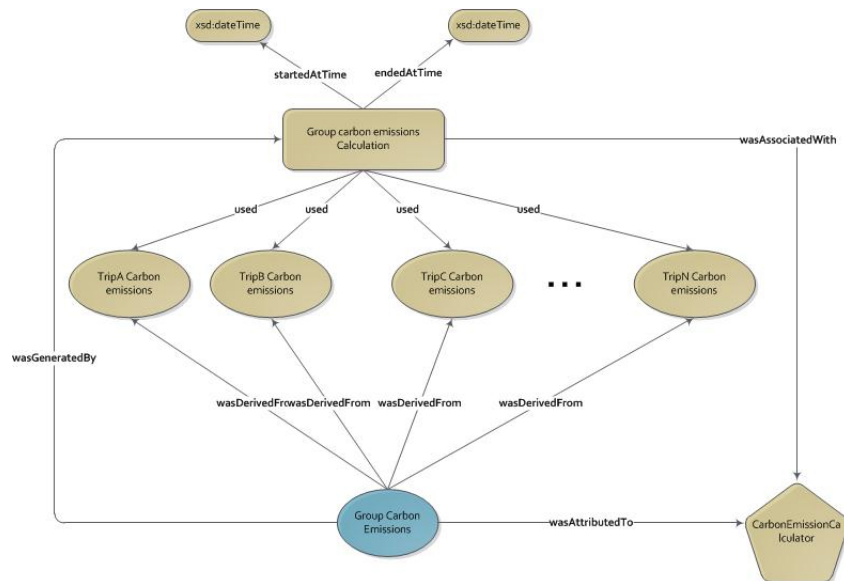 xsd:dateTime
xsd:dateTime
startedAtTime
endedAtTime
Group carbon emissions
Calculation
wasAssociatedWith
used
used
used
used
TripA Carbon
emissions
TripB Carbon
emissions
TripC Carbon
emissions
...
TripN Carbon
emissions
wasGeneratedBy
wasDerivedFrom
wasDerivedFrom
wasDerivedFrom
wasDerivedFrom
Group Carbon
Emissions
wasAttributedTo
CarbonEmissionCa
lculator